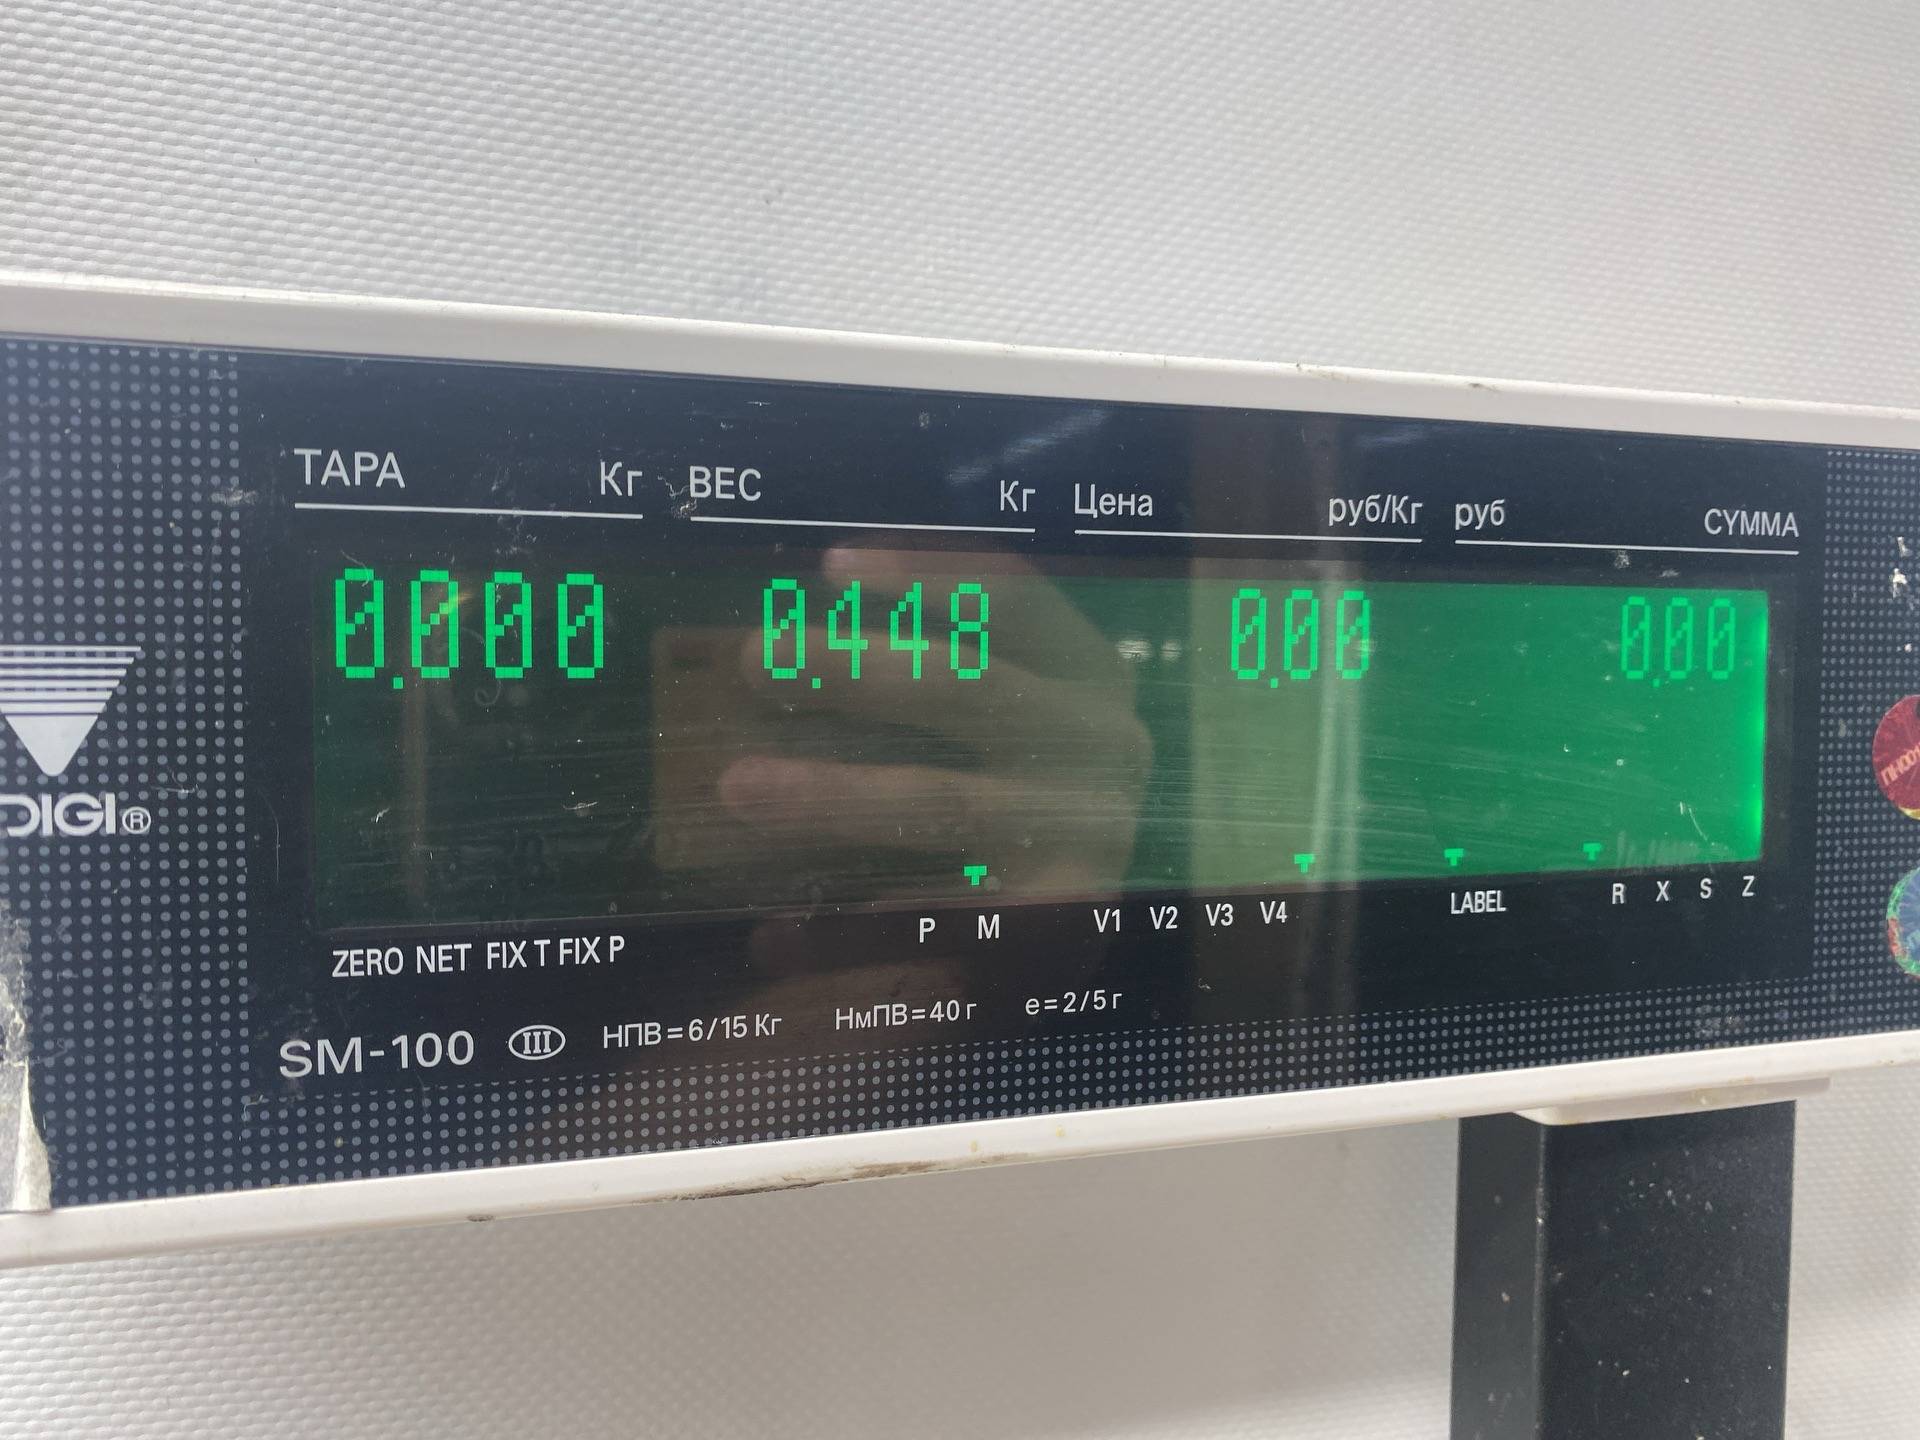 ТАРА Кг ВЕС Кг Цена руб/Кг руб СУММА
0.000 0.448 0.00 0.00
DIGI®
ZERO NET FIX T FIX P P M V1 V2 V3 V4 LABEL R X S Z
SM-100 III НПВ=6/15 Кг НмПВ=40 г e=2/5 г